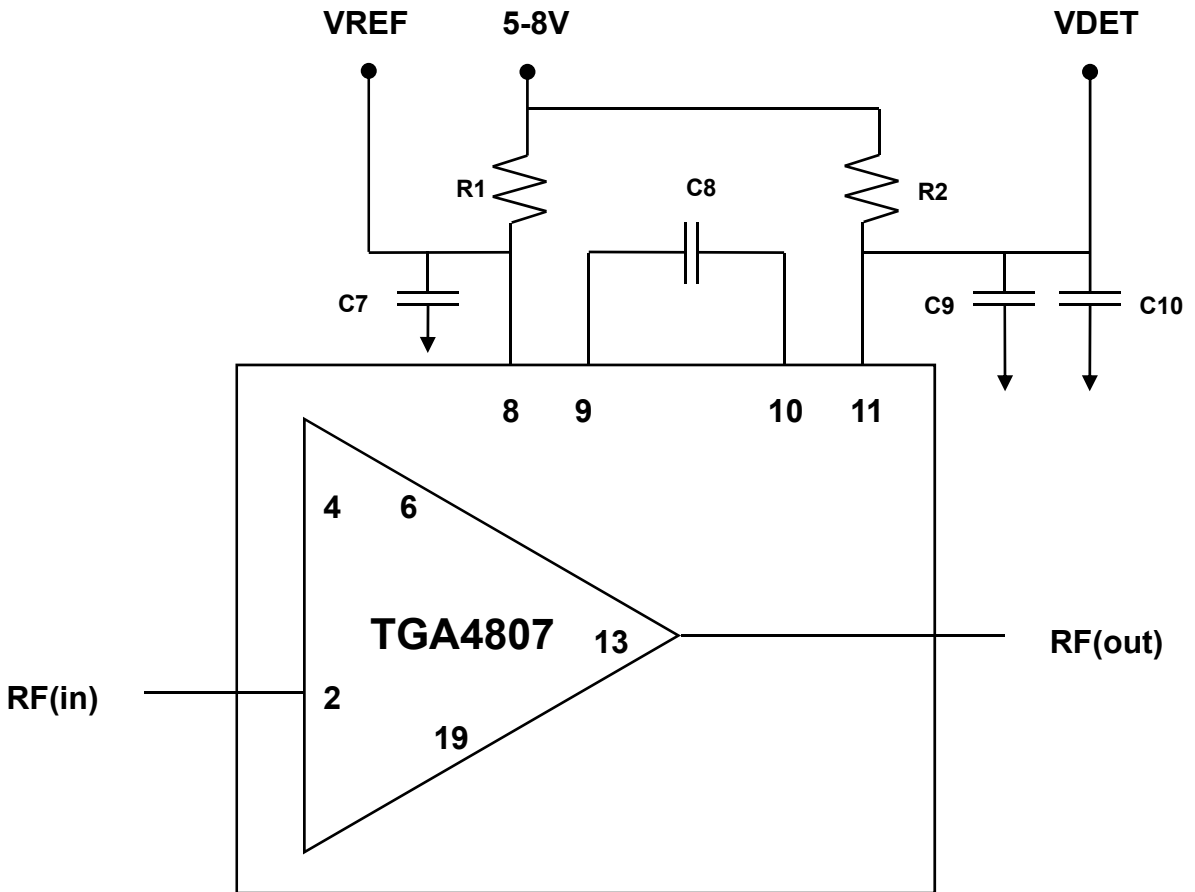 VREF 5-8V VDET
R1 C8 R2
C7 C9 C10
8 9 10 11
4 6
TGA4807 13 RF(out)
RF(in) 2
19